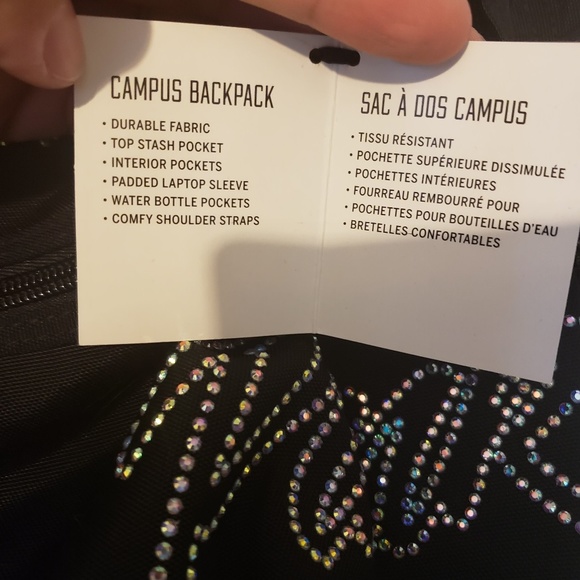 CAMPUS BACKPACK
• DURABLE FABRIC
• TOP STASH POCKET
• INTERIOR POCKETS
• PADDED LAPTOP SLEEVE
• WATER BOTTLE POCKETS
• COMFY SHOULDER STRAPS
SAC À DOS CAMPUS
• TISSU RÉSISTANT
• POCHETTE SUPÉRIEURE DISSIMULÉE
• POCHETTES INTÉRIEURES
• FOURREAU REMBOURRÉ POUR
• POCHETTES POUR BOUTEILLES D'EAU
• BRETELLES CONFORTABLES